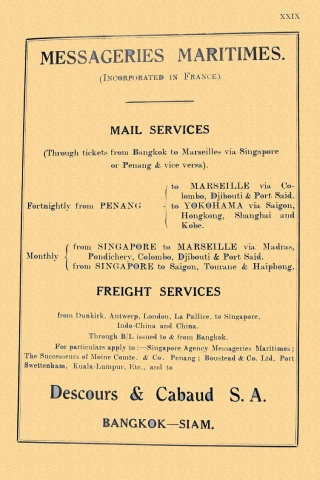 XXIX
MESSAGERIES MARITIMES.
(INCORPORATED IN FRANCE).
MAIL SERVICES
(Through tickets from Bangkok to Marseilles via Singapore
or Penang & vice versa).
Fortnightly from PENANG
to MARSEILLE via Co-
lombo, Djibouti & Port Said.
to YOKOHAMA via Saigon,
Hongkong, Shanghai and
Kobe.
Monthly
from SINGAPORE to MARSEILLE via Madras,
Pondichery, Colombo, Djibouti & Port Said.
from SINGAPORE to Saigon, Tourane & Haiphong.
FREIGHT SERVICES
from Dunkirk, Antwerp, London, La Pallice, to Singapore,
Indo-China and China.
Through B/L issued to & from Bangkok.
For particulars apply to :—Singapore Agency Messageries Maritimes ;
The Successeurs of Moine Comte. & Co. Penang ; Boustead & Co. Ltd. Port
Swettenham, Kuala-Lumpur, Etc., and to
Descours & Cabaud S. A.
BANGKOK—SIAM.